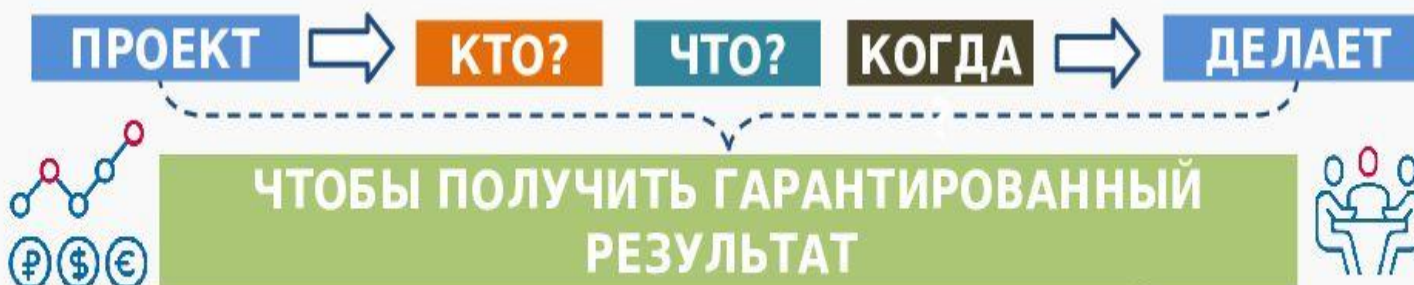 ПРОЕКТ КТО? ЧТО? КОГДА ДЕЛАЕТ
?
ЧТОБЫ ПОЛУЧИТЬ ГАРАНТИРОВАННЫЙ
РЕЗУЛЬТАТ
₽ $ €